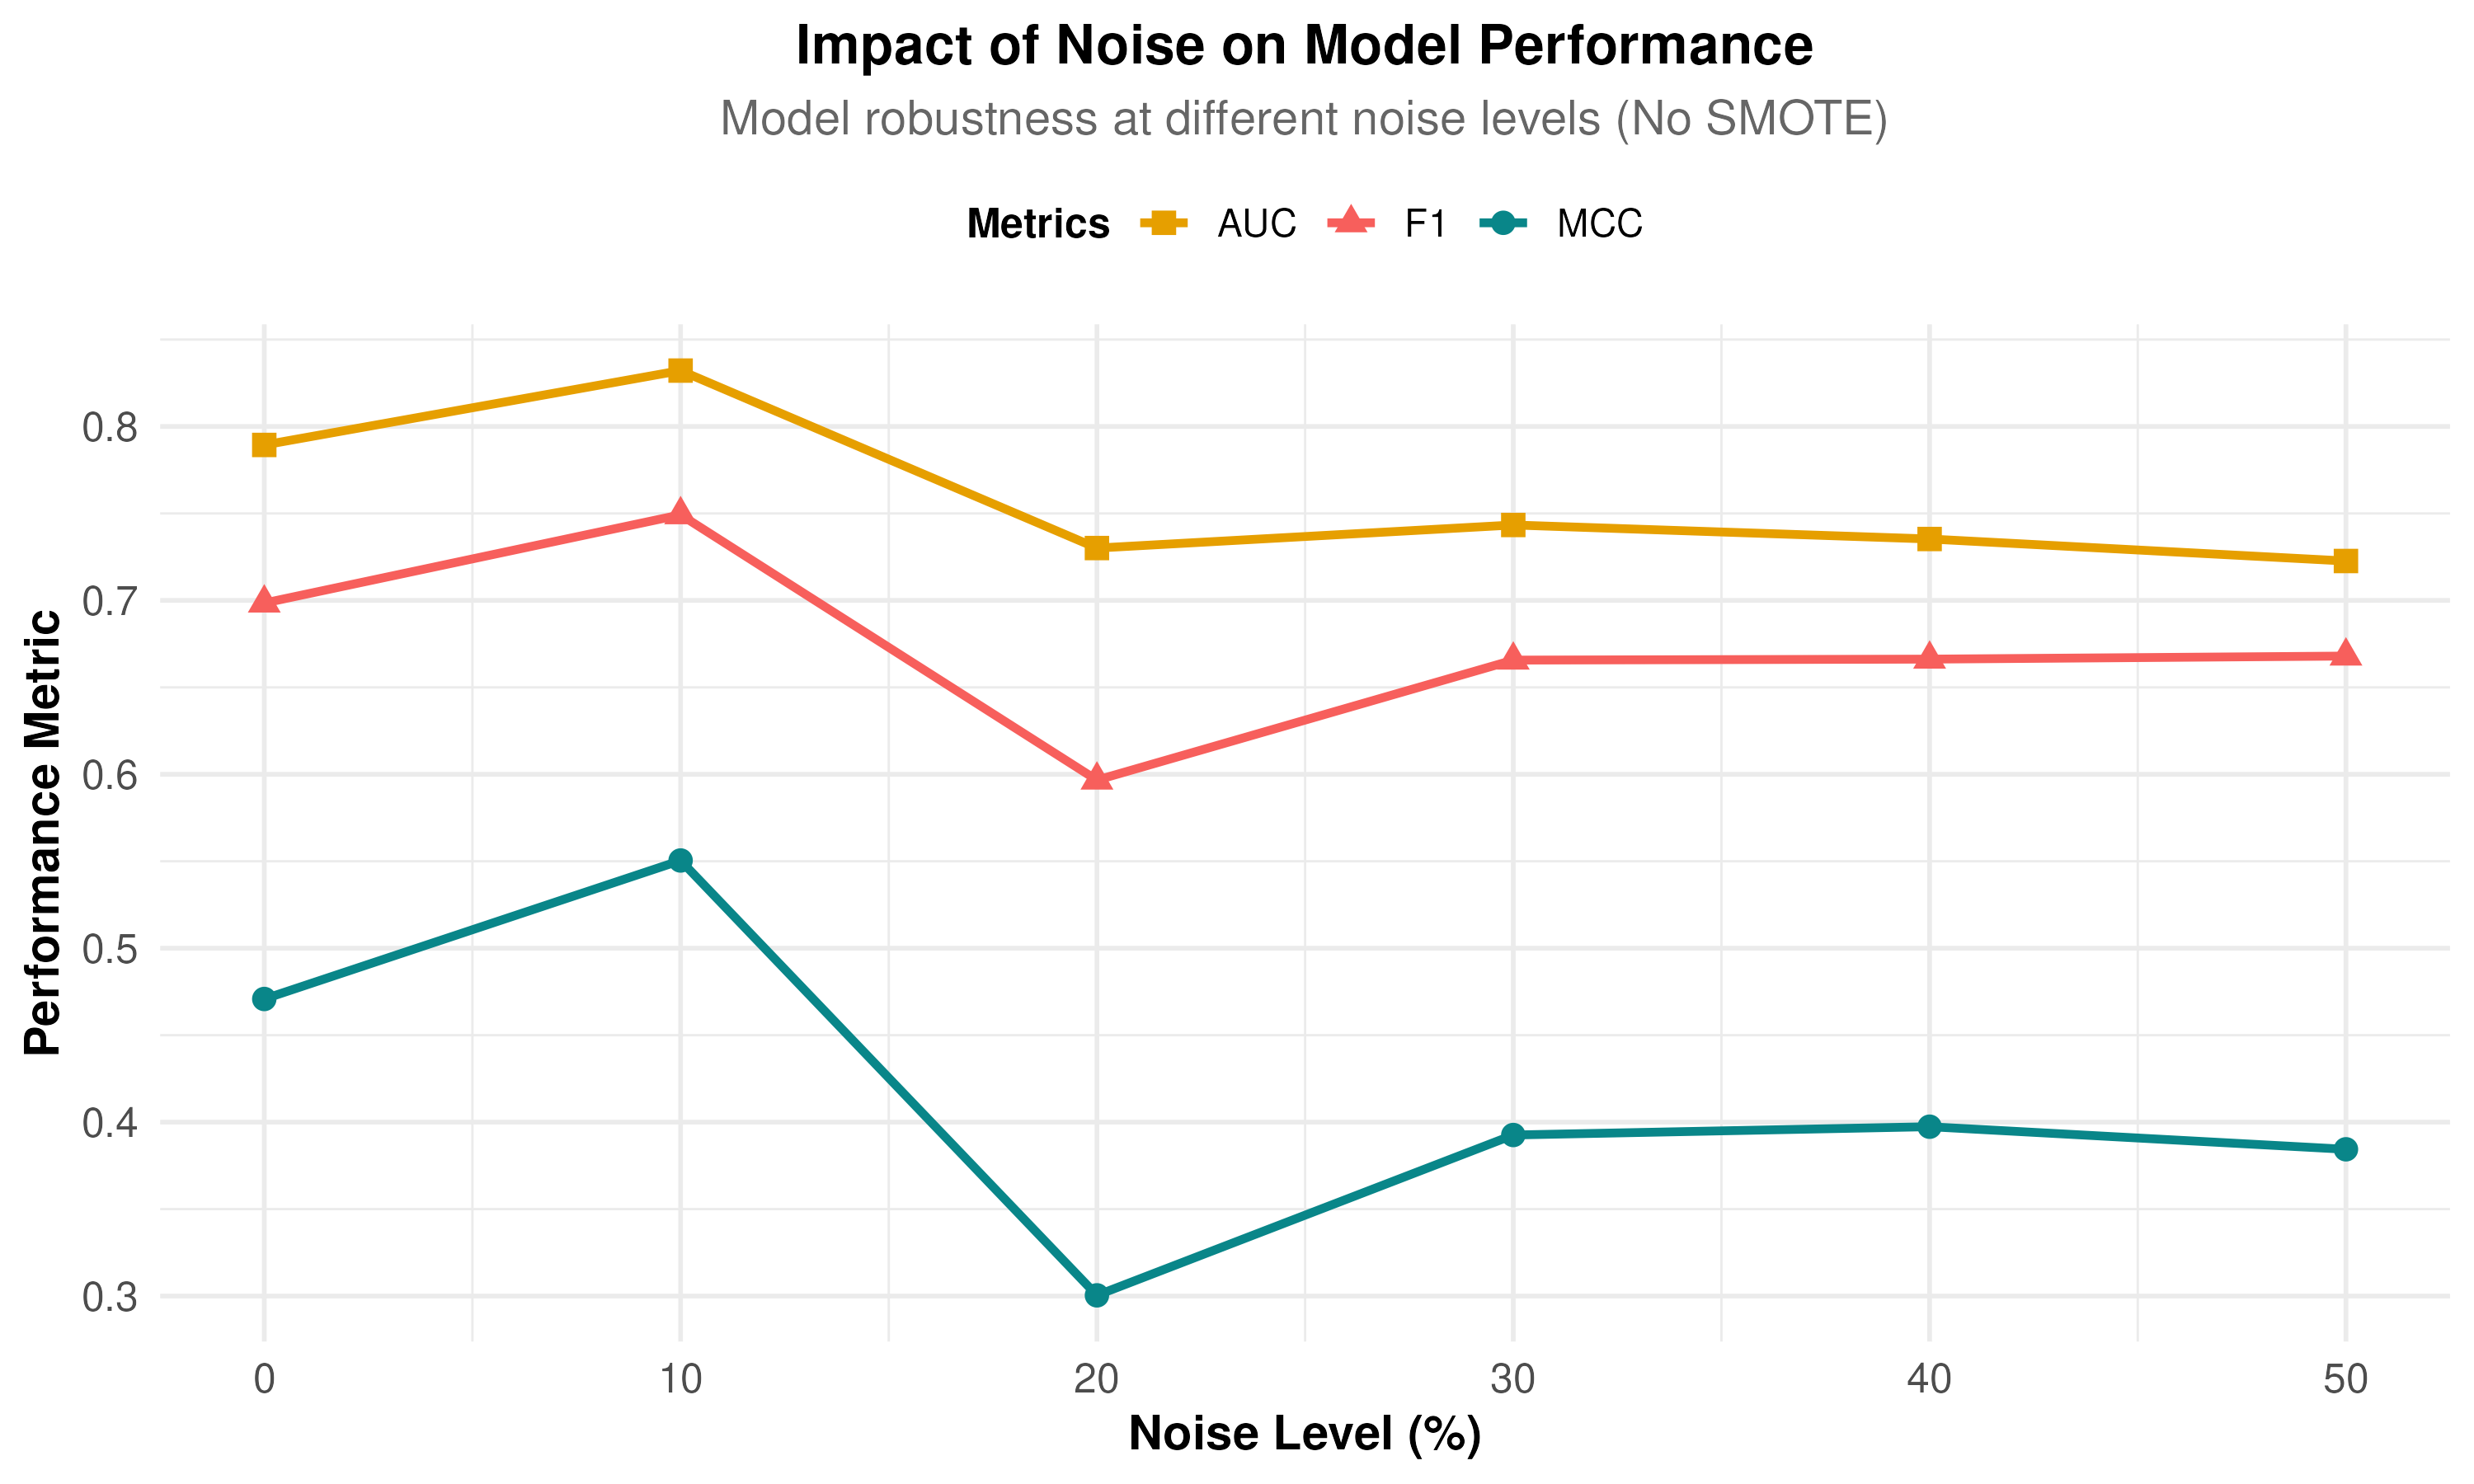 Impact of Noise on Model Performance
Model robustness at different noise levels (No SMOTE)
Metrics AUC F1 MCC
Performance Metric
0.8
0.7
0.6
0.5
0.4
0.3
0 10 20 30 40 50
Noise Level (%)